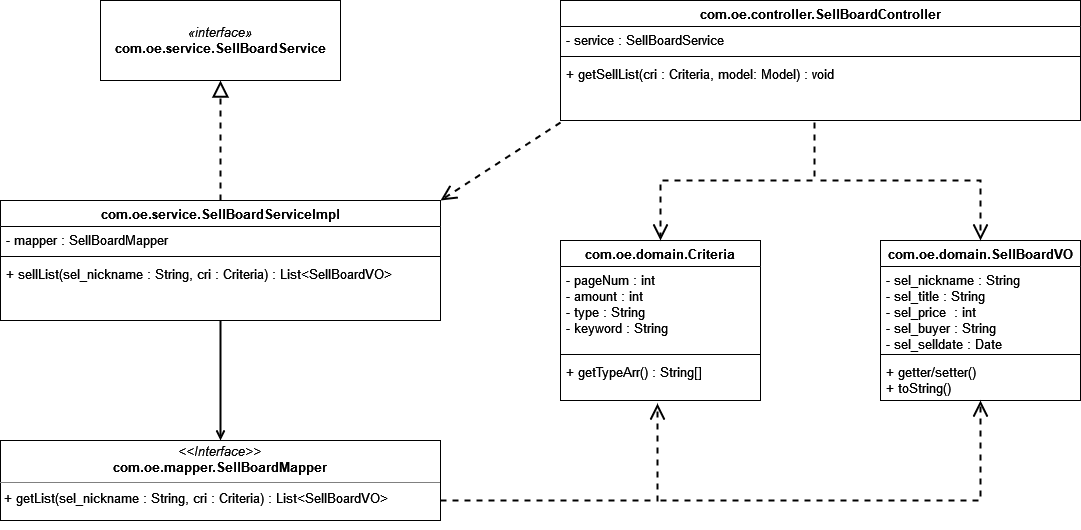 «interface»
com.oe.service.SellBoardService
com.oe.controller.SellBoardController
- service : SellBoardService
+ getSellList(cri : Criteria, model: Model) : void
com.oe.service.SellBoardServiceImpl
- mapper : SellBoardMapper
+ sellList(sel_nickname : String, cri : Criteria) : List<SellBoardVO>
com.oe.domain.Criteria
- pageNum : int
- amount : int
- type : String
- keyword : String
+ getTypeArr() : String[]
com.oe.domain.SellBoardVO
- sel_nickname : String
- sel_title : String
- sel_price  : int
- sel_buyer : String
- sel_selldate : Date
+ getter/setter()
+ toString()
<<Interface>>
com.oe.mapper.SellBoardMapper
+ getList(sel_nickname : String, cri : Criteria) : List<SellBoardVO>